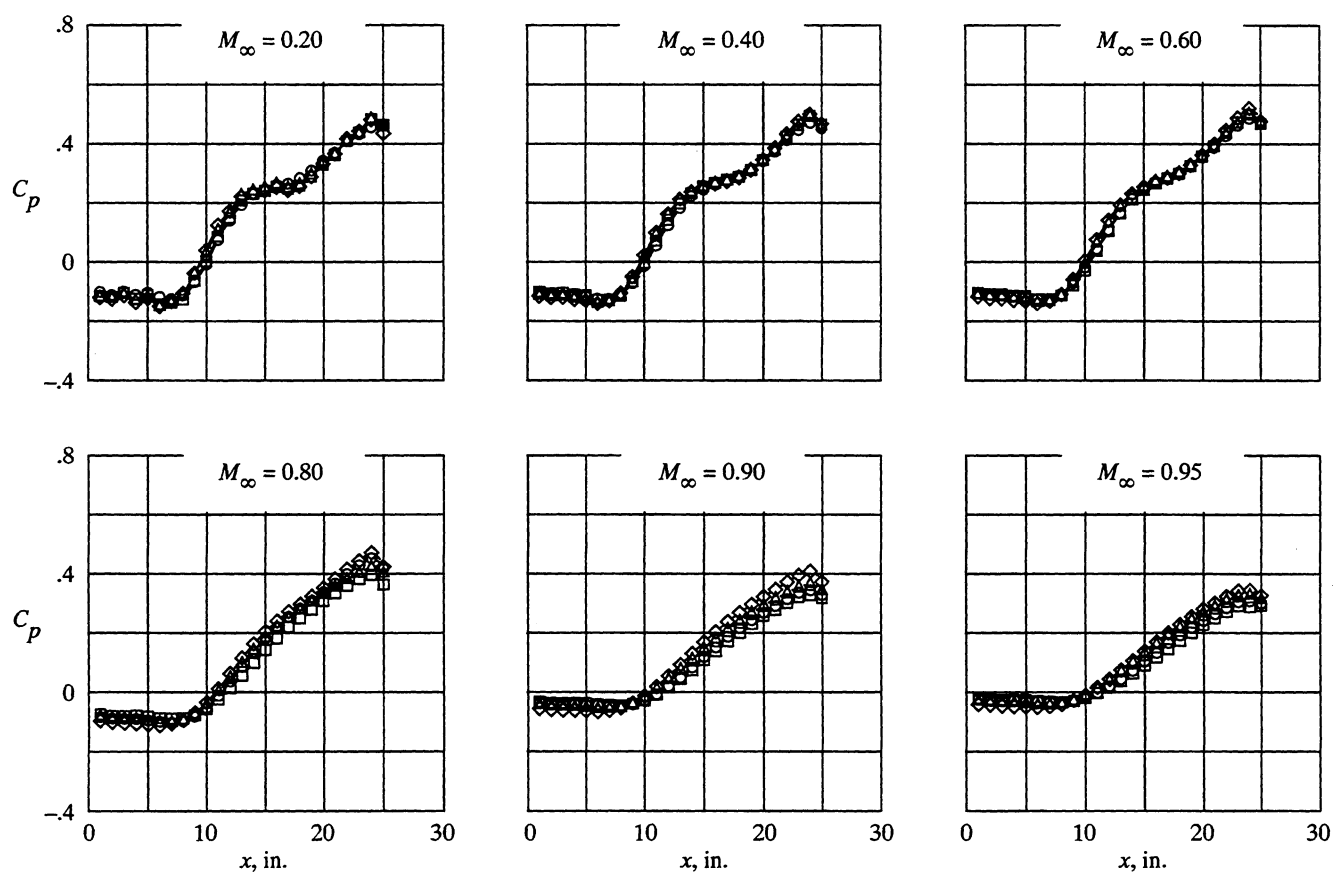 .8
M∞ = 0.20
M∞ = 0.40
M∞ = 0.60
.4
Cp
0
−.4
.8
M∞ = 0.80
M∞ = 0.90
M∞ = 0.95
.4
Cp
0
−.4
0 10 20 30 0 10 20 30 0 10 20 30
x, in. x, in. x, in.